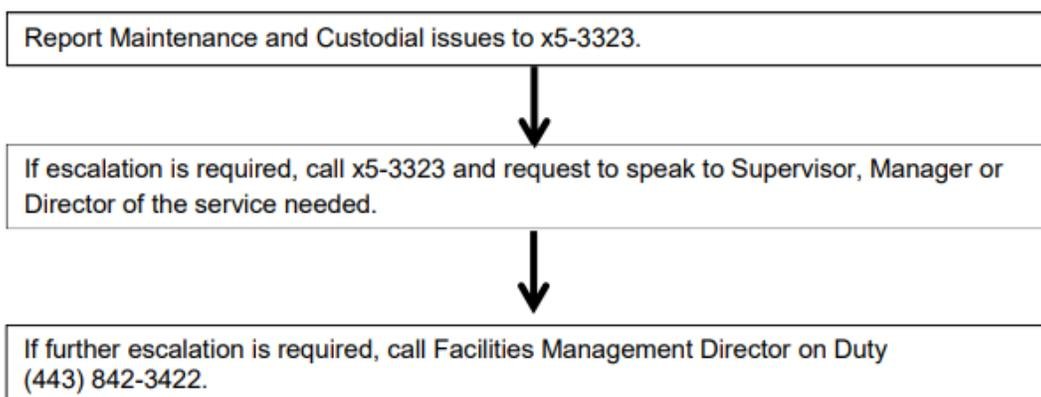 Report Maintenance and Custodial issues to x5-3323.
If escalation is required, call x5-3323 and request to speak to Supervisor, Manager or
Director of the service needed.
If further escalation is required, call Facilities Management Director on Duty
(443) 842-3422.